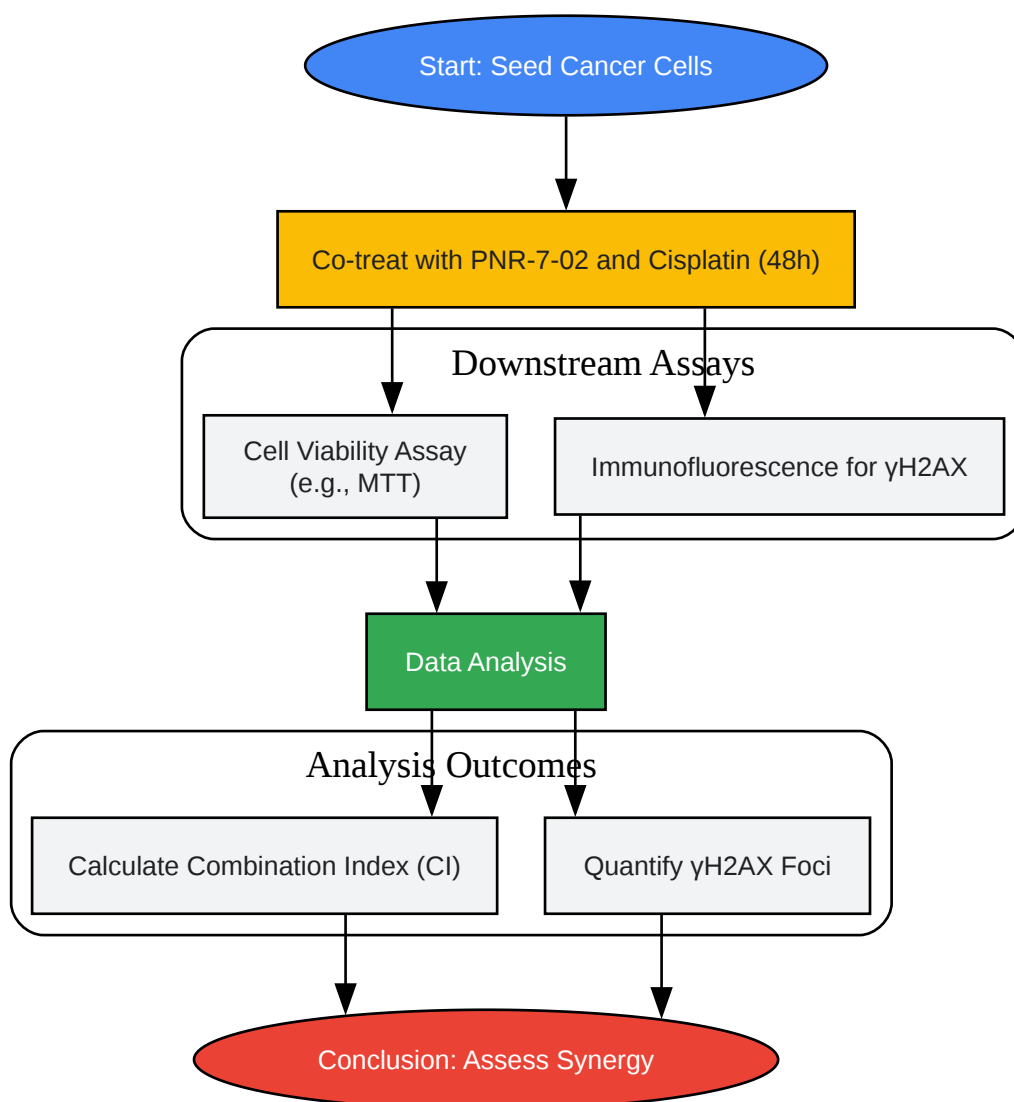 Start: Seed Cancer Cells
Co-treat with PNR-7-02 and Cisplatin (48h)
Downstream Assays
Cell Viability Assay
(e.g., MTT)
Immunofluorescence for γH2AX
Data Analysis
Analysis Outcomes
Calculate Combination Index (CI)
Quantify γH2AX Foci
Conclusion: Assess Synergy